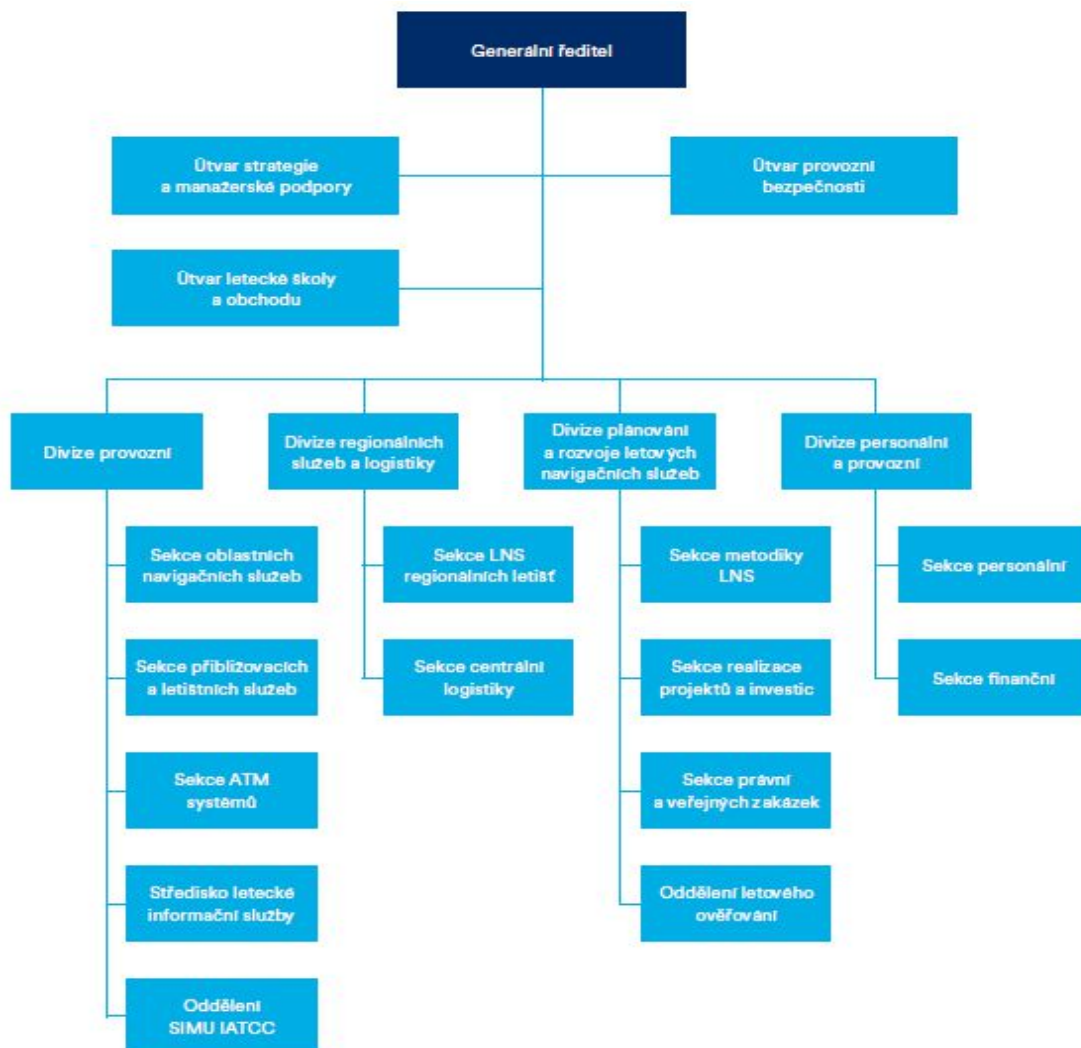 Generální ředitel
Útvar strategie
a manažerské podpory
Útvar provozní
bezpečnosti
Útvar letecké školy
a obchodu
Divize provozní
Divize regionálních
služeb a logistiky
Divize plánování
a rozvoje letových
navigačních služeb
Divize personální
a provozní
Sekce oblastních
navigačních služeb
Sekce LNS
regionálních letišť
Sekce metodiky
LNS
Sekce personální
Sekce přibližovacích
a letištních služeb
Sekce centrální
logistiky
Sekce realizace
projektů a investic
Sekce finanční
Sekce ATM
systémů
Sekce právní
a veřejných zakázek
Středisko letecké
informační služby
Oddělení letového
ověřování
Oddělení
SIMU IATCC